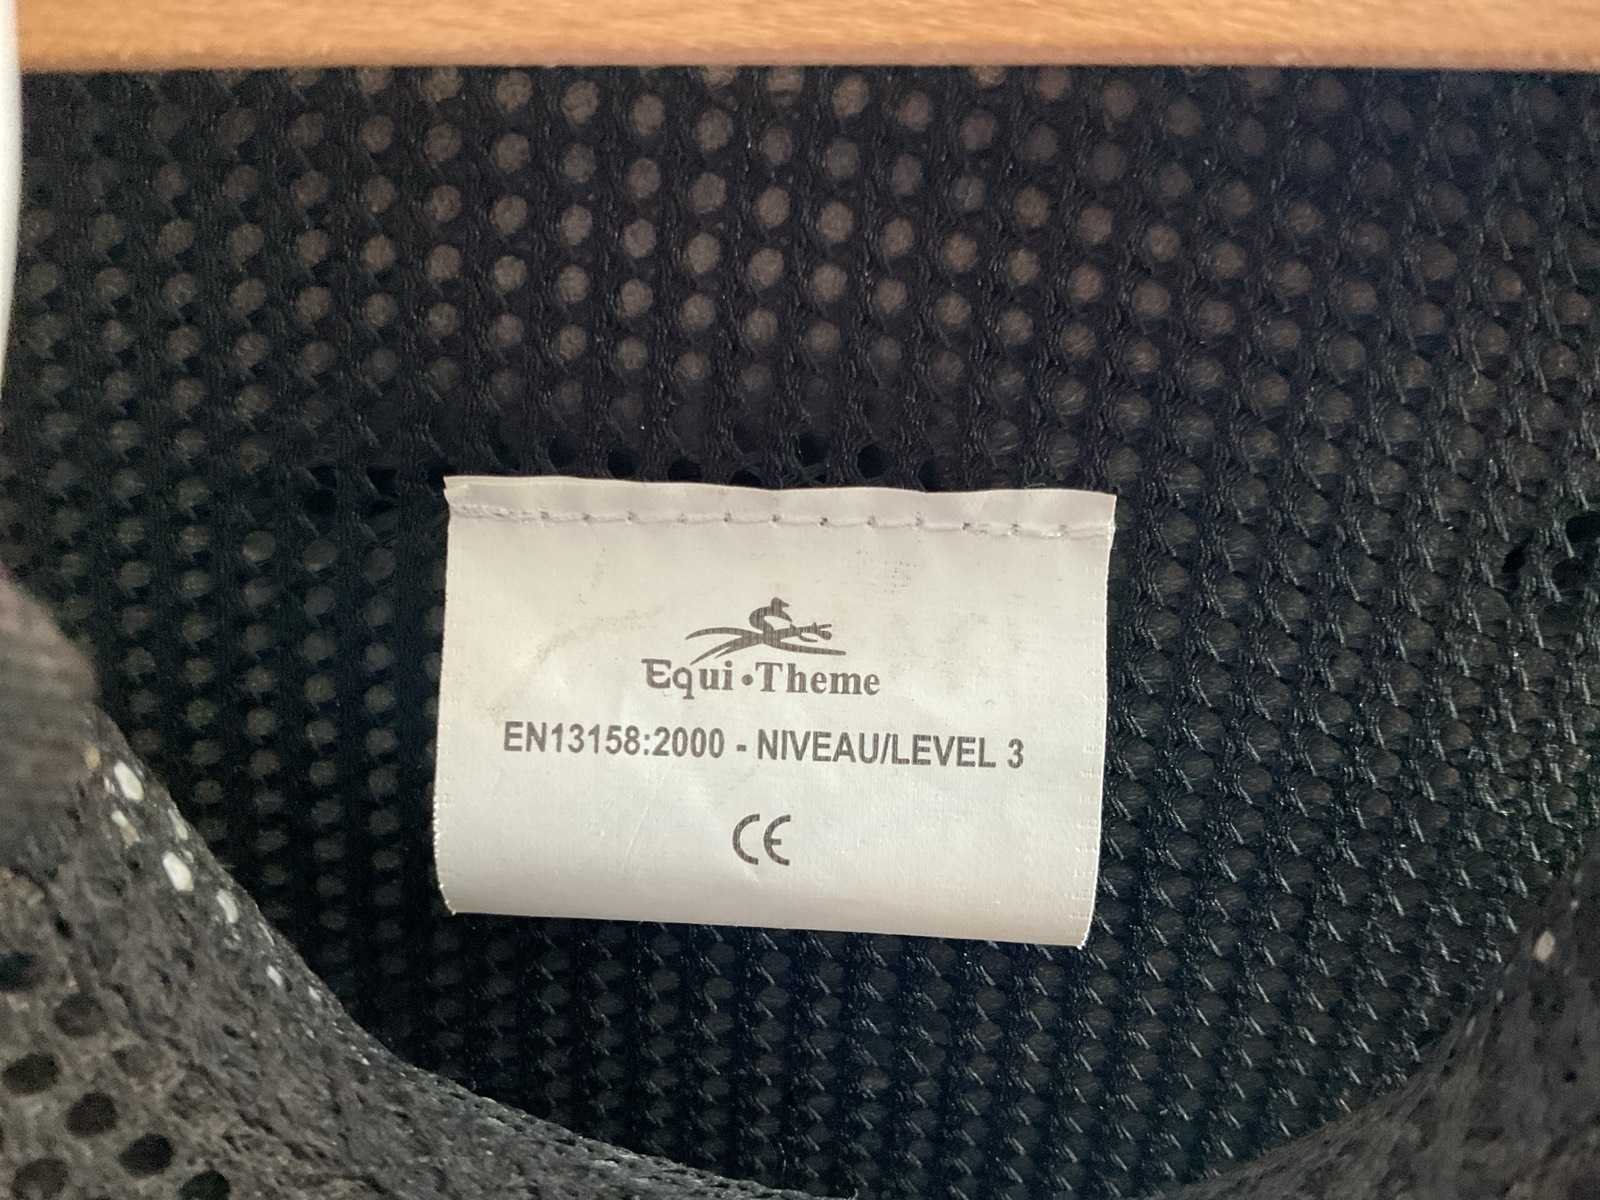 Equi·Theme
EN13158:2000 - NIVEAU/LEVEL 3
CE